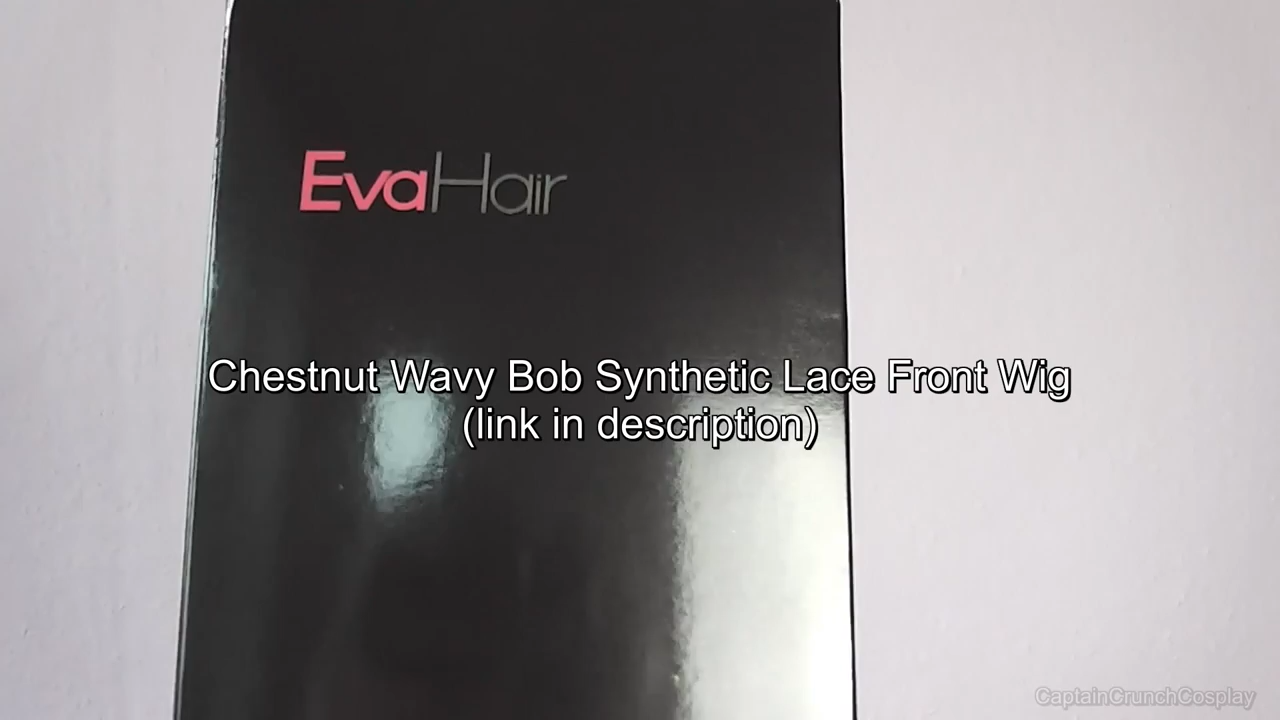 EvaHair
Chestnut Wavy Bob Synthetic Lace Front Wig
(link in description)
CaptainCrunchCosplay